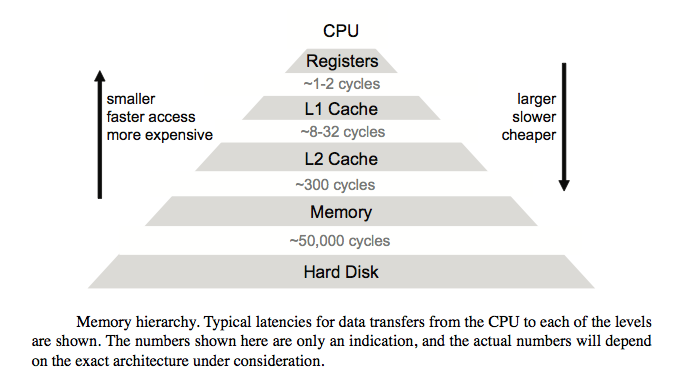 CPU
Registers
~1-2 cycles
L1 Cache
~8-32 cycles
L2 Cache
~300 cycles
Memory
~50,000 cycles
Hard Disk
smaller
faster access
more expensive
larger
slower
cheaper
Memory hierarchy. Typical latencies for data transfers from the CPU to each of the levels
are shown. The numbers shown here are only an indication, and the actual numbers will depend
on the exact architecture under consideration.